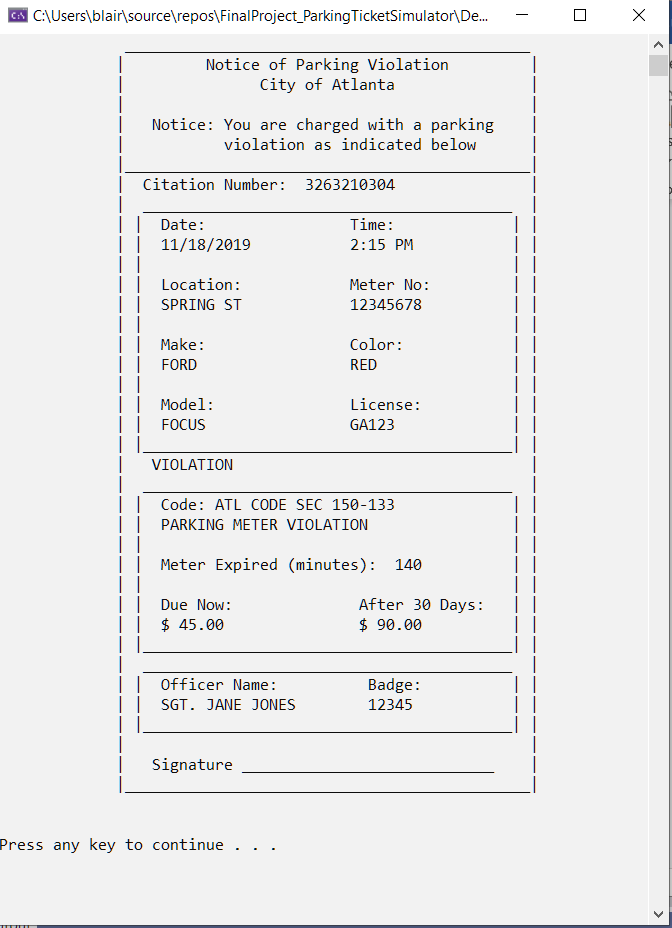 C:\Users\blair\source\repos\FinalProject_ParkingTicketSimulator\De...
Notice of Parking Violation
City of Atlanta
Notice: You are charged with a parking
violation as indicated below
Citation Number: 3263210304
Date: Time:
11/18/2019 2:15 PM
Location: Meter No:
SPRING ST 12345678
Make: Color:
FORD RED
Model: License:
FOCUS GA123
VIOLATION
Code: ATL CODE SEC 150-133
PARKING METER VIOLATION
Meter Expired (minutes): 140
Due Now: After 30 Days:
$ 45.00 $ 90.00
Officer Name: Badge:
SGT. JANE JONES 12345
Signature ____________________________
Press any key to continue . . .